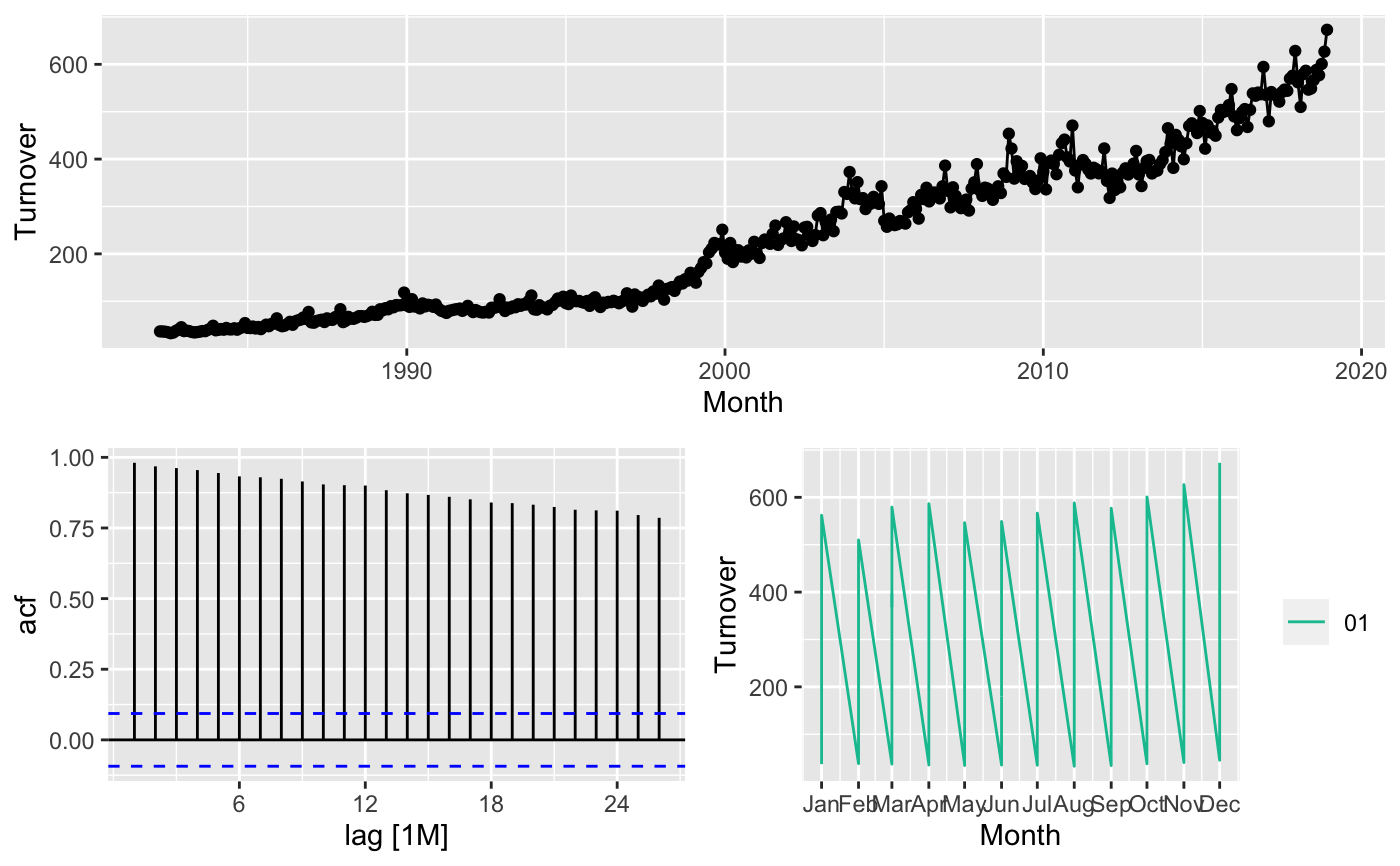 Turnover
600
400
200
1990 2000 2010 2020
Month
acf
1.00
0.75
0.50
0.25
0.00
6 12 18 24
lag [1M]
Turnover
600
400
200
Jan Feb Mar Apr May Jun Jul Aug Sep Oct Nov Dec
Month
01